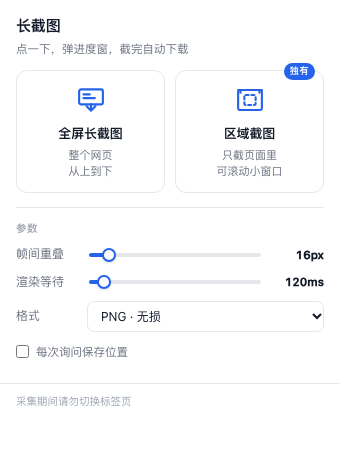 长截图
点一下，弹进度窗，截完自动下载
独有
全屏长截图
整个网页
从上到下
区域截图
只截页面里
可滚动小窗口
参数
帧间重叠 16px
渲染等待 120ms
格式 PNG · 无损
每次询问保存位置
采集期间请勿切换标签页